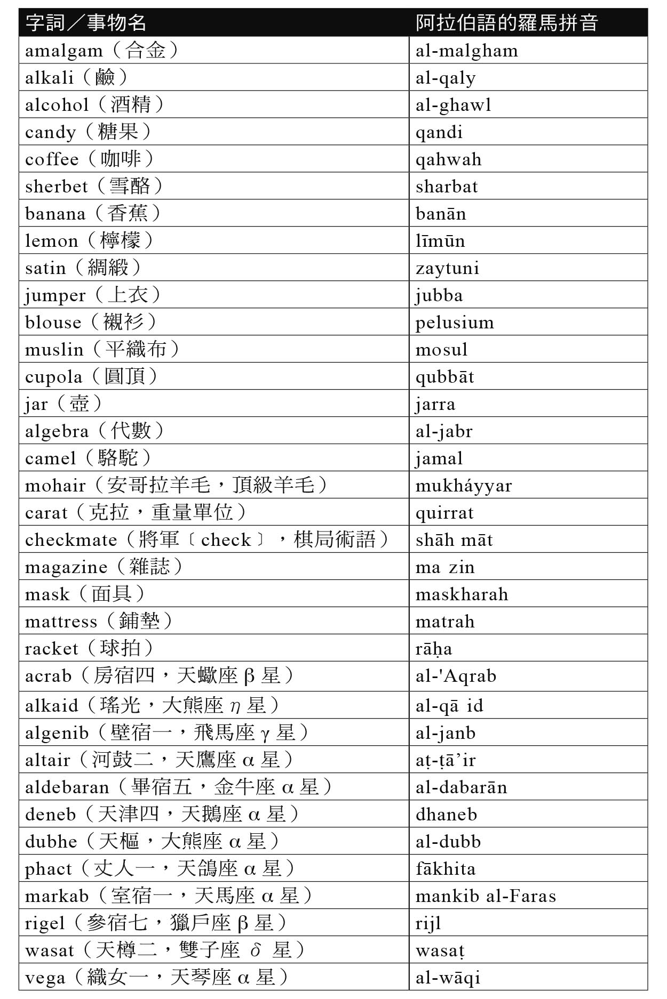 字詞／事物名 阿拉伯語的羅馬拼音
amalgam（合金） al-malgham
alkali（鹼） al-qaly
alcohol（酒精） al-ghawl
candy（糖果） qandi
coffee（咖啡） qahwah
sherbet（雪酪） sharbat
banana（香蕉） banān
lemon（檸檬） līmūn
satin（綢緞） zaytuni
jumper（上衣） jubba
blouse（襯衫） pelusium
muslin（平織布） mosul
cupola（圓頂） qubbāt
jar（壺） jarra
algebra（代數） al-jabr
camel（駱駝） jamal
mohair（安哥拉羊毛，頂級羊毛） mukháyyar
carat（克拉，重量單位） quirrat
checkmate（將軍﹝check﹞，棋局術語） shāh māt
magazine（雜誌） ma zin
mask（面具） maskharah
mattress（鋪墊） matrah
racket（球拍） rāḥa
acrab（房宿四，天蠍座 β 星） al-'Aqrab
alkaid（瑤光，大熊座 η 星） al-qā id
algenib（壁宿一，飛馬座 γ 星） al-janb
altair（河鼓二，天鷹座 α 星） aṭ-ṭā’ir
aldebaran（畢宿五，金牛座 α 星） al-dabarān
deneb（天津四，天鵝座 α 星） dhaneb
dubhe（天樞，大熊座 α 星） al-dubb
phact（丈人一，天鴿座 α 星） fākhita
markab（室宿一，天馬座 α 星） mankib al-Faras
rigel（參宿七，獵戶座 β 星） rijl
wasat（天樽二，雙子座 δ 星） wasaṭ
vega（織女一，天琴座 α 星） al-wāqi